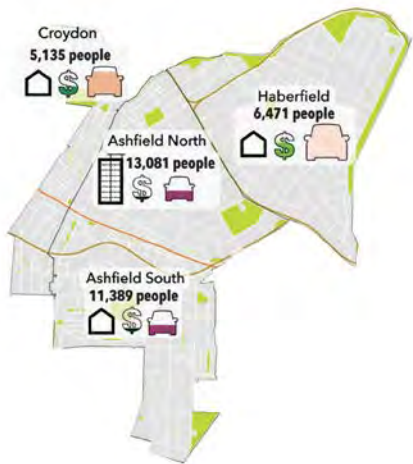 Croydon
5,135 people
$
Haberfield
6,471 people
$
Ashfield North
13,081 people
$
Ashfield South
11,389 people
$